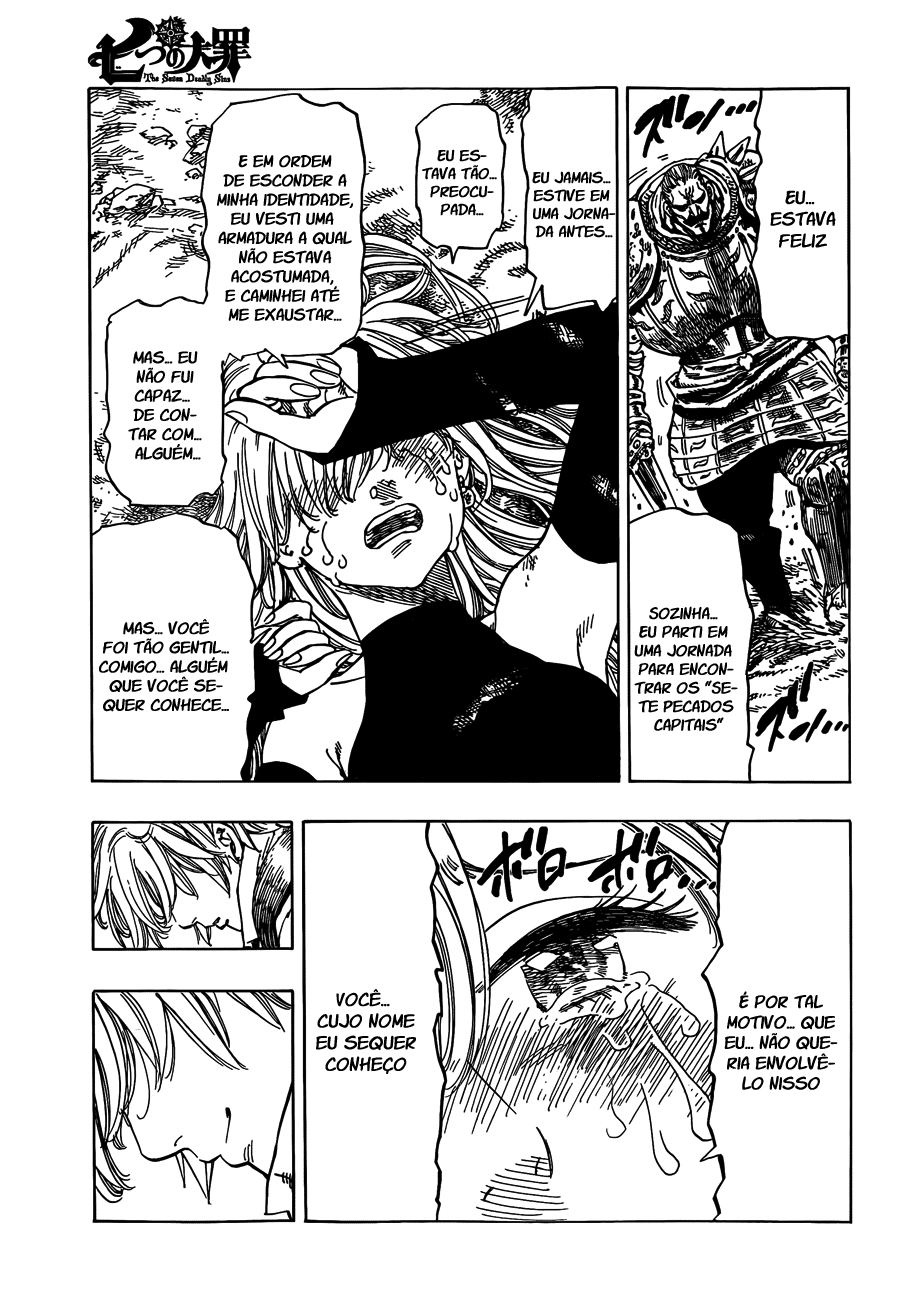 七つの大罪
The Seven Deadly Sins
ズバ…
EU...
ESTAVA
FELIZ
SOZINHA...
EU PARTI EM
UMA JORNADA
PARA ENCON-
TRAR OS "SE-
TE PECADOS
CAPITAIS"
ズバ…
EU JAMAIS...
ESTIVE EM
UMA JORNA-
DA ANTES...
EU ES-
TAVA TÃO...
PREOCU-
PADA...
E EM ORDEM
DE ESCONDER A
MINHA IDENTIDADE,
EU VESTI UMA
ARMADURA A QUAL
NÃO ESTAVA
ACOSTUMADA,
E CAMINHEI ATÉ
ME EXAUSTAR...
MAS... EU
NÃO FUI
CAPAZ...
DE CON-
TAR COM...
ALGUÉM...
MAS... VOCÊ
FOI TÃO GENTIL...
COMIGO... ALGUÉM
QUE VOCÊ SE-
QUER CONHECE...
É POR TAL
MOTIVO... QUE
EU... NÃO QUE-
RIA ENVOLVÊ-
LO NISSO
ボロ…
ボロ
VOCÊ...
CUJO NOME
EU SEQUER
CONHEÇO